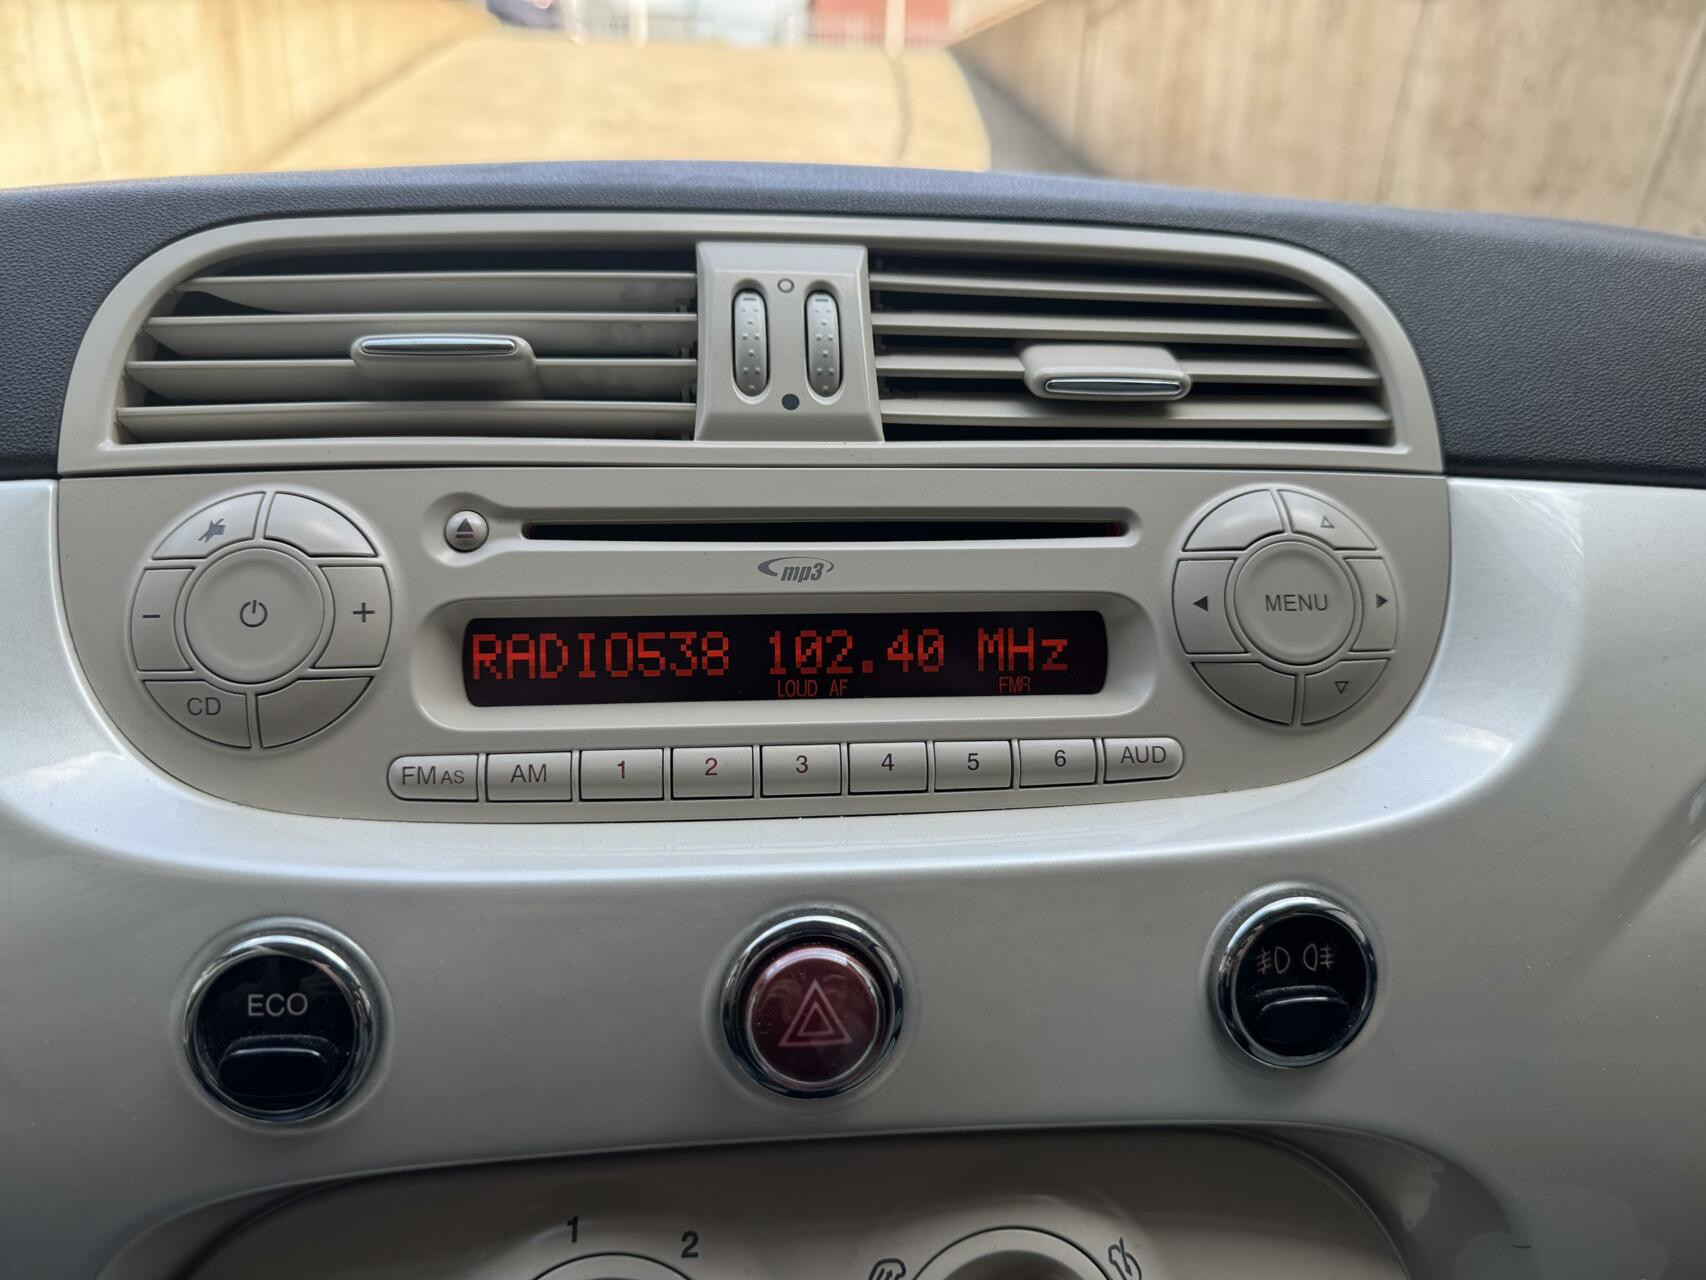 mp3
RADIO538 102.40 MHz
LOUD AF FMA
MENU
CD
FM AS AM 1 2 3 4 5 6 AUD
ECO
1 2